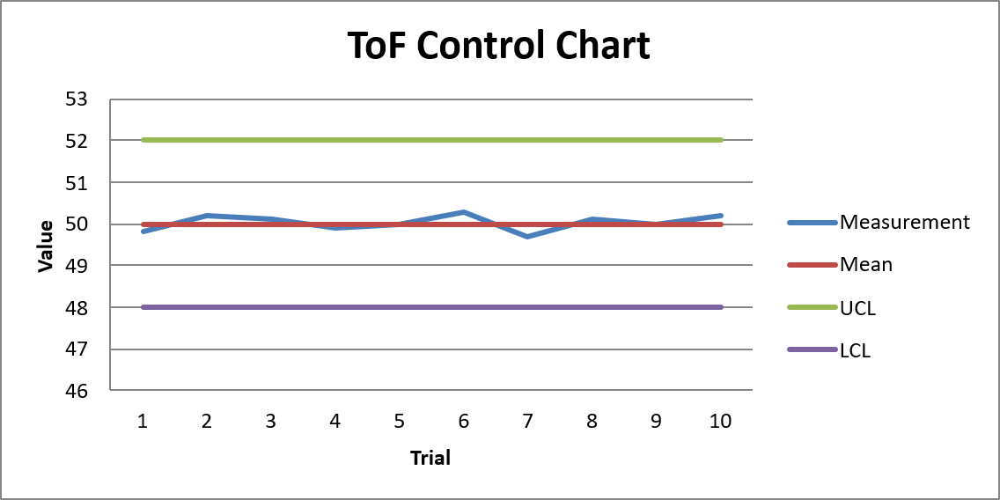 ToF Control Chart
53
52
51
50
49
48
47
46
Value
1 2 3 4 5 6 7 8 9 10
Trial
Measurement
Mean
UCL
LCL